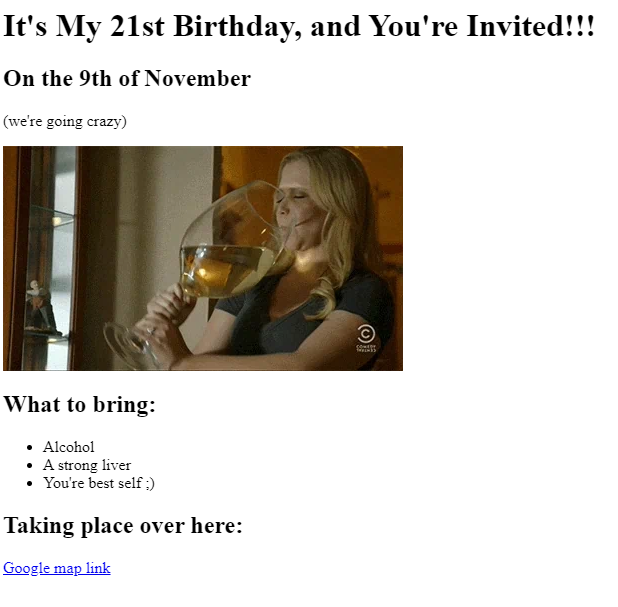 It's My 21st Birthday, and You're Invited!!!
On the 9th of November
(we're going crazy)
COMEDY
CENTRAL
What to bring:
Alcohol
A strong liver
You're best self ;)
Taking place over here:
Google map link